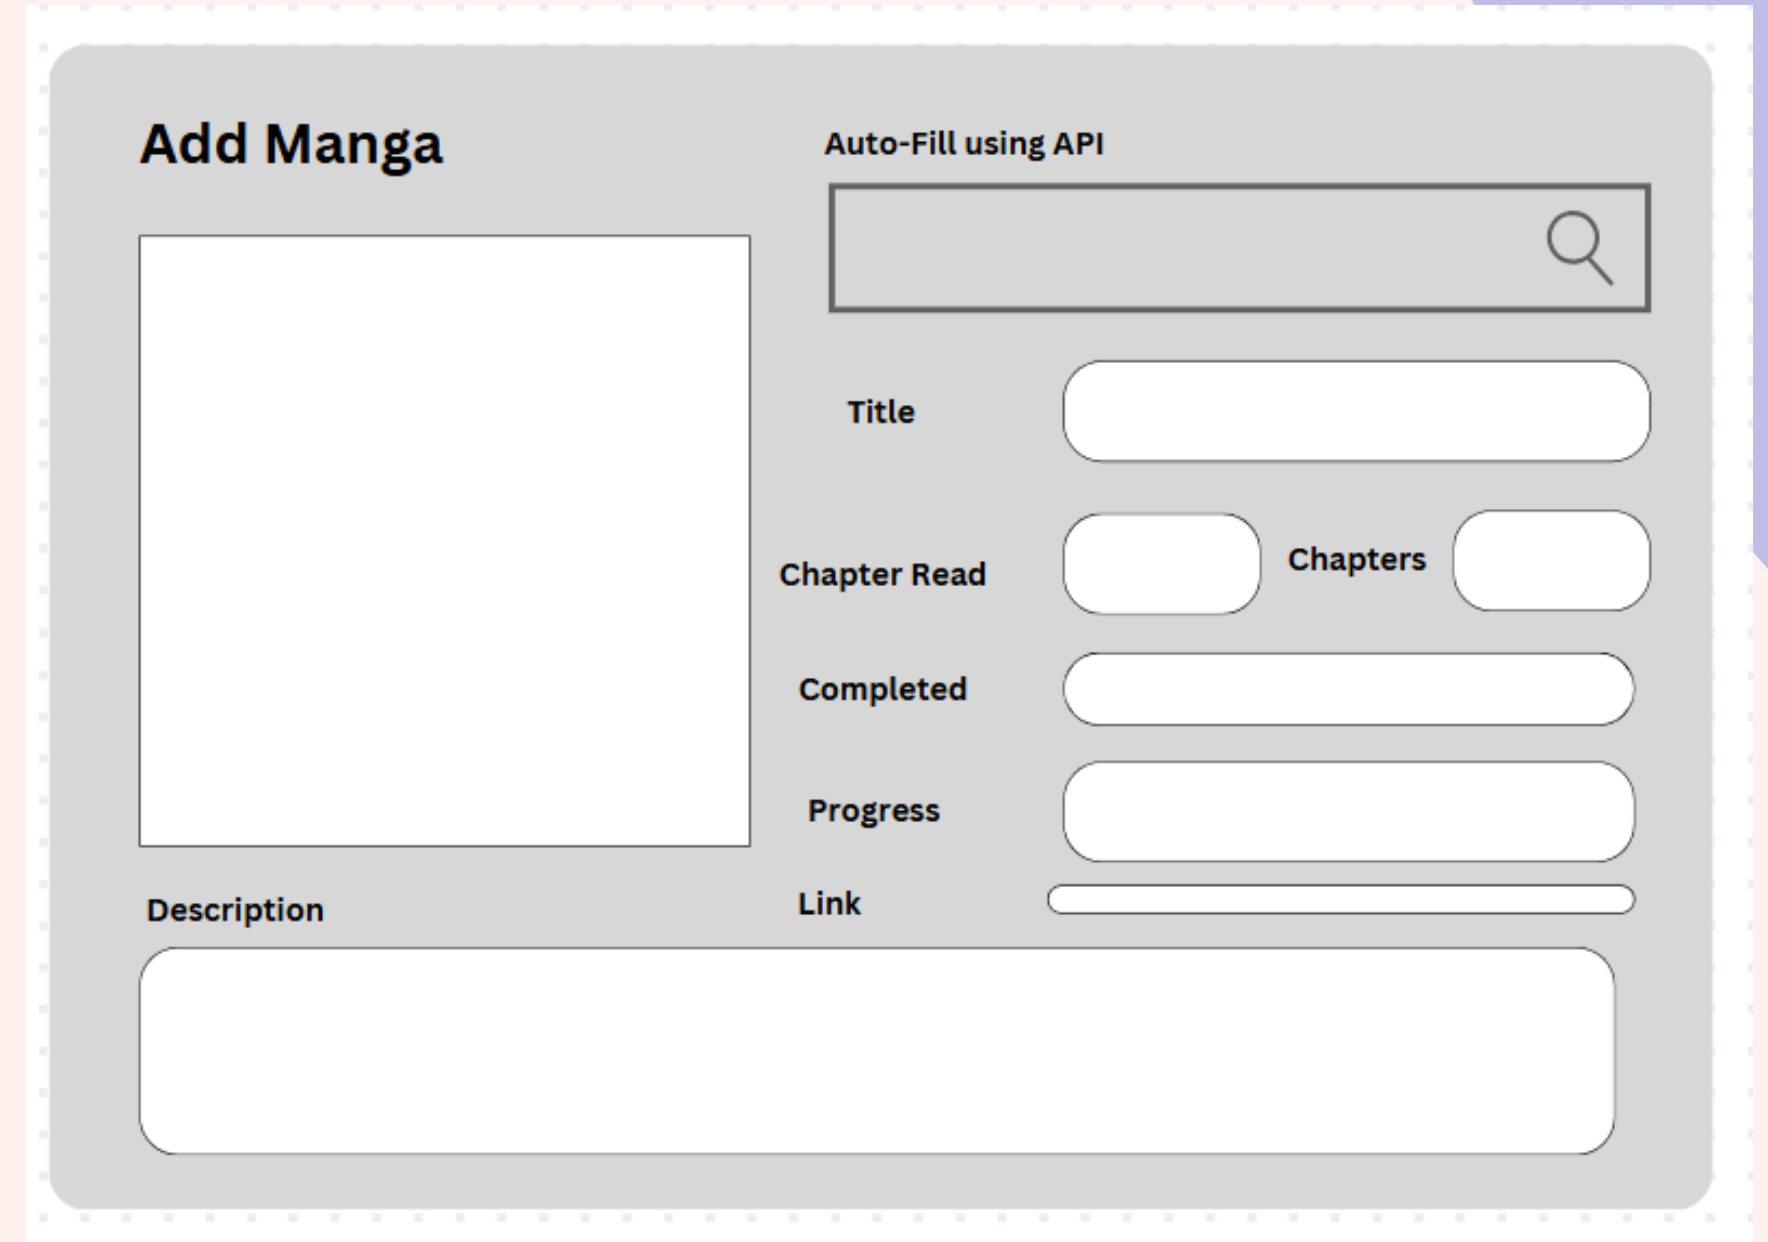 Add Manga
Auto-Fill using API
Title
Chapter Read
Chapters
Completed
Progress
Link
Description